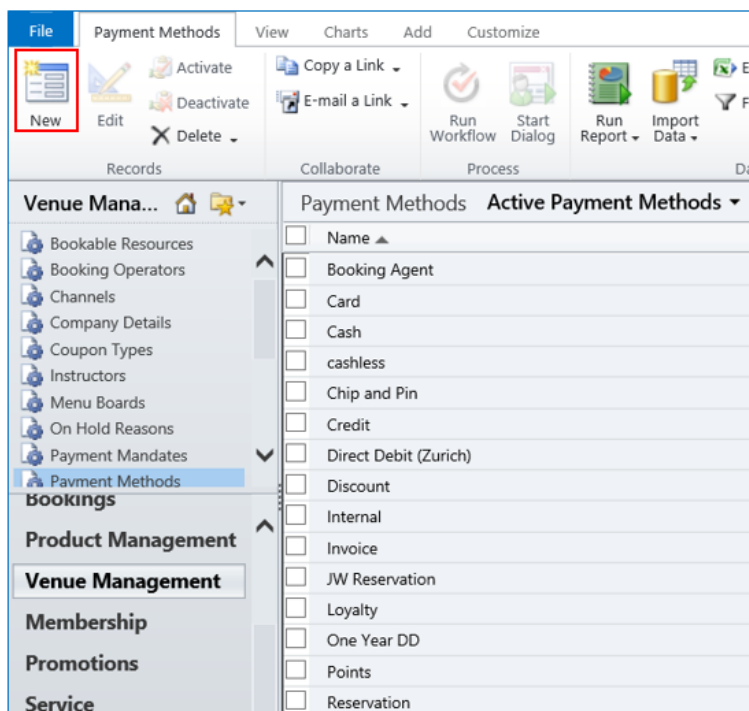 File Payment Methods View Charts Add Customize
New
Edit
Activate
Deactivate
Delete
Records
Copy a Link
E-mail a Link
Collaborate
Run Workflow
Start Dialog
Process
Run Report
Import Data
E
F
Da
Venue Mana...
Bookable Resources
Booking Operators
Channels
Company Details
Coupon Types
Instructors
Menu Boards
On Hold Reasons
Payment Mandates
Payment Methods
Bookings
Product Management
Venue Management
Membership
Promotions
Service
Payment Methods Active Payment Methods
Name
Booking Agent
Card
Cash
cashless
Chip and Pin
Credit
Direct Debit (Zurich)
Discount
Internal
Invoice
JW Reservation
Loyalty
One Year DD
Points
Reservation